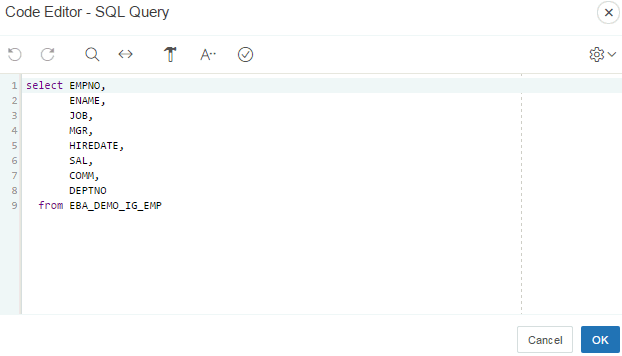 Code Editor - SQL Query
A··
1 select EMPNO,
2 ENAME,
3 JOB,
4 MGR,
5 HIREDATE,
6 SAL,
7 COMM,
8 DEPTNO
9 from EBA_DEMO_IG_EMP
Cancel OK